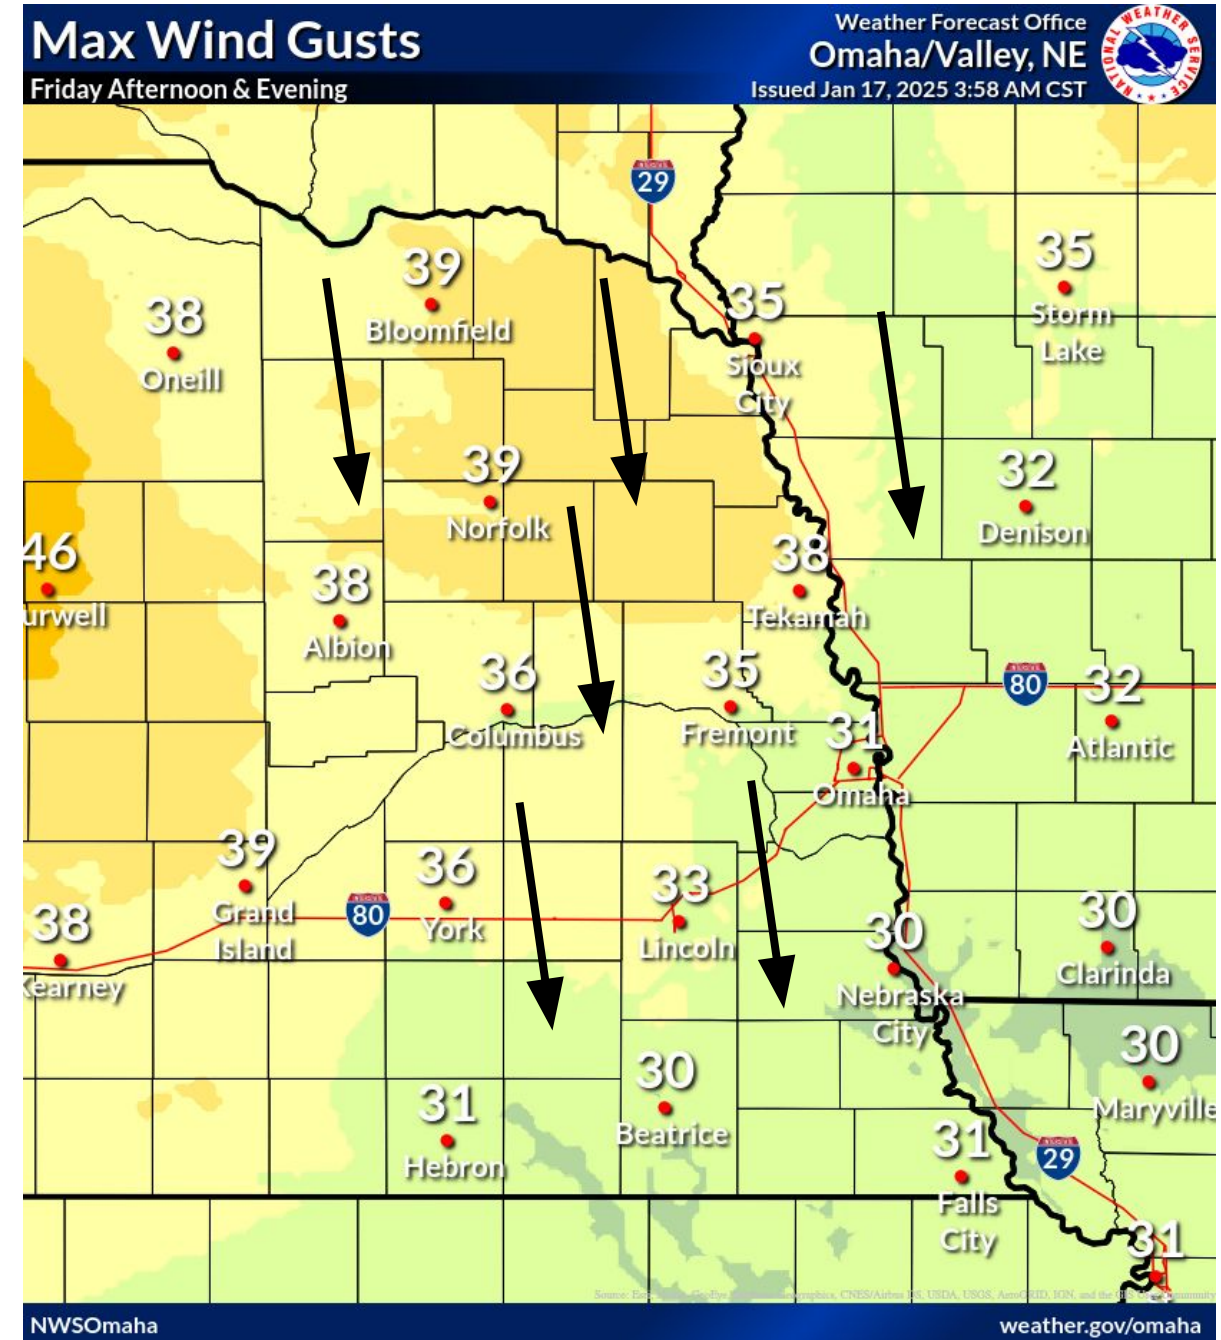 Max Wind Gusts
Friday Afternoon & Evening
Weather Forecast Office
Omaha/Valley, NE
Issued Jan 17, 2025 3:58 AM CST
NATIONAL WEATHER SERVICE
29
35
Storm
Lake
39
Bloomfield
38
Oneill
35
Sioux
City
39
Norfolk
32
Denison
46
urwell
38
Albion
38
Tekamah
36
Columbus
35
Fremont
80
32
Atlantic
31
Omaha
39
Grand
Island
80
36
York
33
Lincoln
38
Kearney
30
Nebraska
City
30
Clarinda
30
Maryville
30
Beatrice
31
Hebron
31
Falls
City
29
31
NWSOmaha
weather.gov/omaha